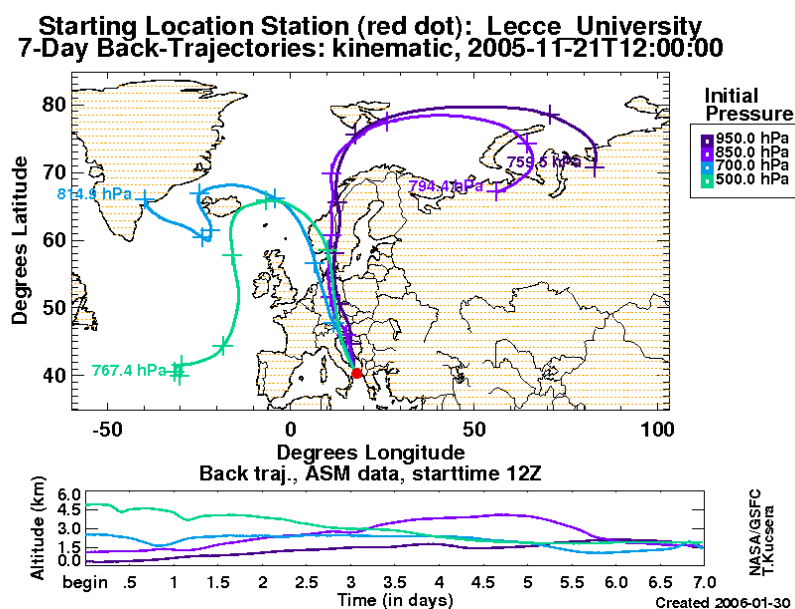 Starting Location Station (red dot): Lecce_University
7-Day Back-Trajectories: kinematic, 2005-11-21T12:00:00
Initial
Pressure
950.0 hPa
850.0 hPa
700.0 hPa
500.0 hPa
Degrees Latitude
80
70
60
50
40
814.9 hPa
759.5 hPa
794.4 hPa
767.4 hPa
-50
0
50
100
Degrees Longitude
Back traj., ASM data, starttime 12Z
Altitude (km)
6.0
4.5
3.0
1.5
0.0
begin .5 1 1.5 2 2.5 3 3.5 4 4.5 5 5.5 6 6.5 7.0
Time (in days)
NASA/GSFC
T.Kucsera
Created 2006-01-30